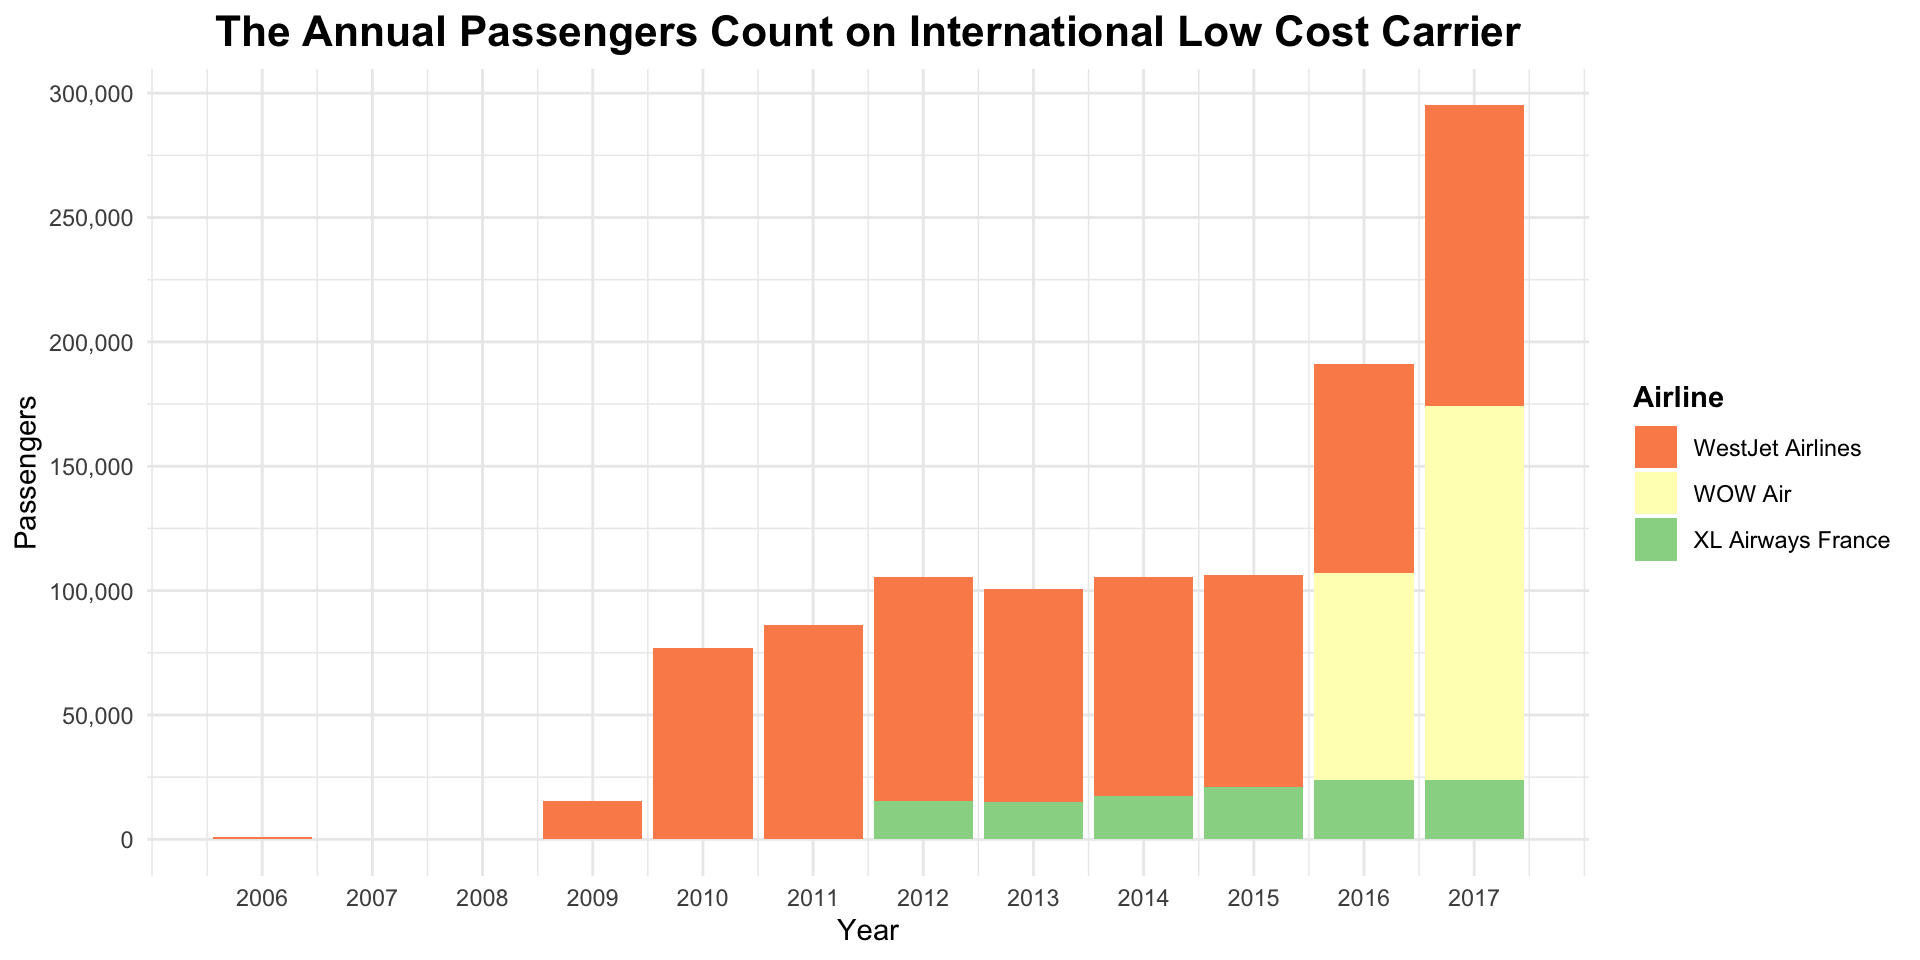 The Annual Passengers Count on International Low Cost Carrier
300,000
250,000
200,000
150,000
100,000
50,000
0
Passengers
2006 2007 2008 2009 2010 2011 2012 2013 2014 2015 2016 2017
Year
Airline
WestJet Airlines
WOW Air
XL Airways France